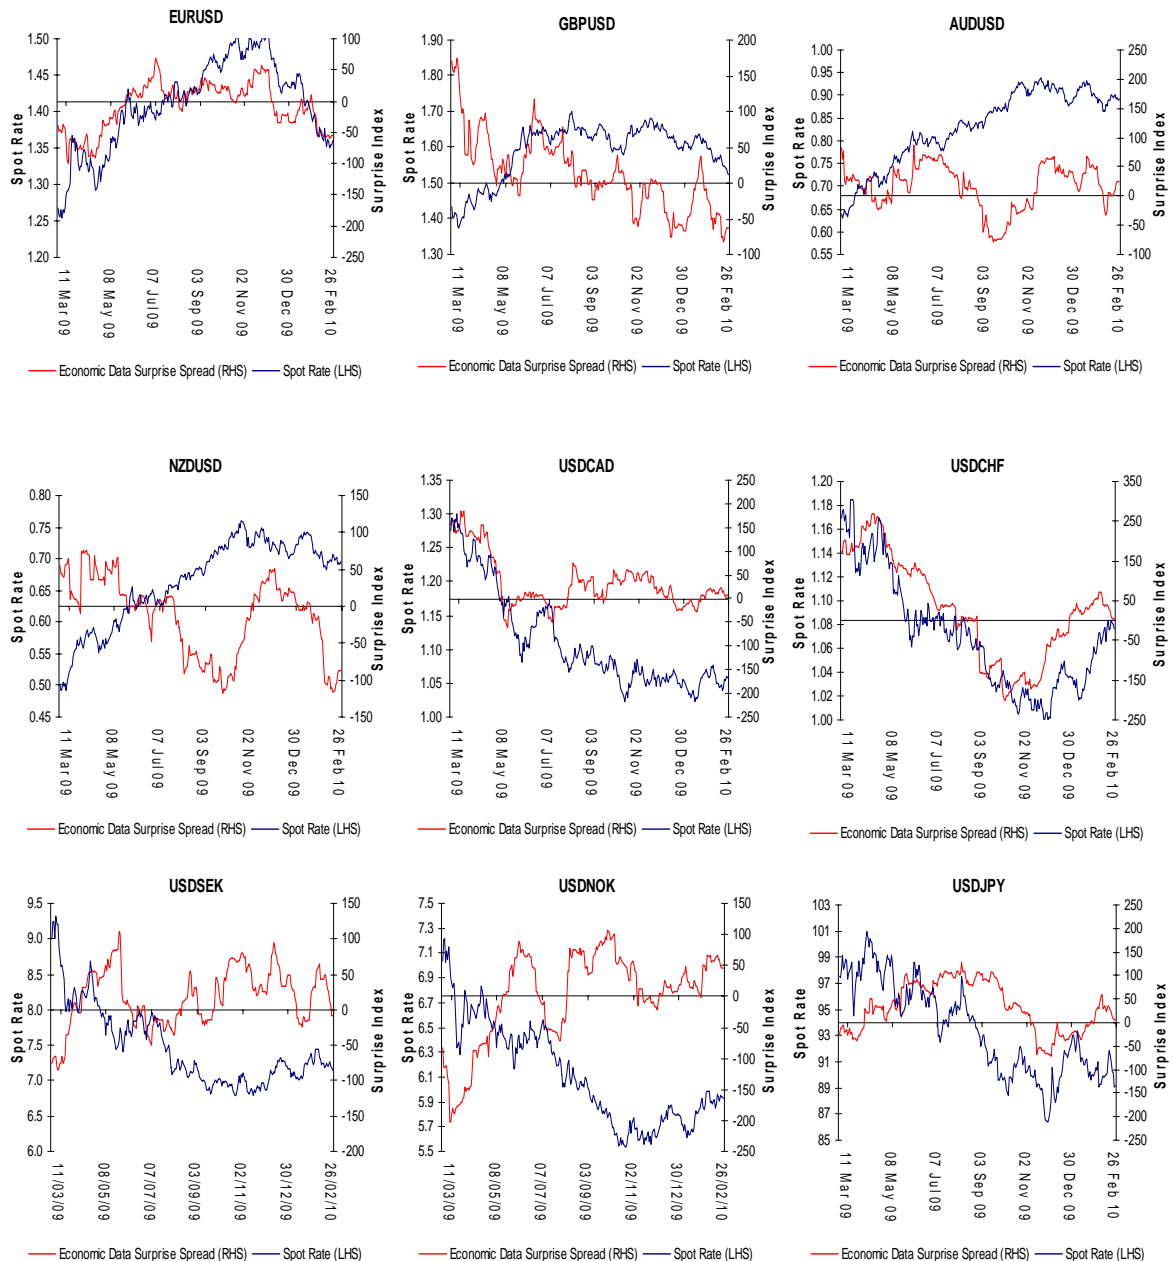 EURUSD
1.50
1.45
1.40
1.35
1.30
1.25
1.20
Spot Rate
100
50
0
-50
-100
-150
-200
-250
Surprise Index
11 Mar 09
08 May 09
07 Jul 09
03 Sep 09
02 Nov 09
30 Dec 09
26 Feb 10
Economic Data Surprise Spread (RHS) Spot Rate (LHS)
GBPUSD
1.90
1.80
1.70
1.60
1.50
1.40
1.30
Spot Rate
200
150
100
50
0
-50
-100
Surprise Index
11 Mar 09
08 May 09
07 Jul 09
03 Sep 09
02 Nov 09
30 Dec 09
26 Feb 10
Economic Data Surprise Spread (RHS) Spot Rate (LHS)
AUDUSD
1.00
0.95
0.90
0.85
0.80
0.75
0.70
0.65
0.60
0.55
Spot Rate
250
200
150
100
50
0
-50
-100
Surprise Index
11 Mar 09
08 May 09
07 Jul 09
03 Sep 09
02 Nov 09
30 Dec 09
26 Feb 10
Economic Data Surprise Spread (RHS) Spot Rate (LHS)
NZDUSD
0.80
0.75
0.70
0.65
0.60
0.55
0.50
0.45
Spot Rate
150
100
50
0
-50
-100
-150
Surprise Index
11 Mar 09
08 May 09
07 Jul 09
03 Sep 09
02 Nov 09
30 Dec 09
26 Feb 10
Economic Data Surprise Spread (RHS) Spot Rate (LHS)
USDCAD
1.35
1.30
1.25
1.20
1.15
1.10
1.05
1.00
Spot Rate
250
200
150
100
50
0
-50
-100
-150
-200
-250
Surprise Index
11 Mar 09
08 May 09
07 Jul 09
03 Sep 09
02 Nov 09
30 Dec 09
26 Feb 10
Economic Data Surprise Spread (RHS) Spot Rate (LHS)
USDCHF
1.20
1.18
1.16
1.14
1.12
1.10
1.08
1.06
1.04
1.02
1.00
Spot Rate
350
250
150
50
-50
-150
-250
Surprise Index
11 Mar 09
08 May 09
07 Jul 09
03 Sep 09
02 Nov 09
30 Dec 09
26 Feb 10
Economic Data Surprise Spread (RHS) Spot Rate (LHS)
USDSEK
9.5
9.0
8.5
8.0
7.5
7.0
6.5
6.0
Spot Rate
150
100
50
0
-50
-100
-150
-200
Surprise Index
11/03/09
08/05/09
07/07/09
03/09/09
02/11/09
30/12/09
26/02/10
Economic Data Surprise Spread (RHS) Spot Rate (LHS)
USDNOK
7.5
7.3
7.1
6.9
6.7
6.5
6.3
6.1
5.9
5.7
5.5
Spot Rate
150
100
50
0
-50
-100
-150
-200
-250
Surprise Index
11/03/09
08/05/09
07/07/09
03/09/09
02/11/09
30/12/09
26/02/10
Economic Data Surprise Spread (RHS) Spot Rate (LHS)
USDJPY
103
101
99
97
95
93
91
89
87
85
Spot Rate
250
200
150
100
50
0
-50
-100
-150
-200
-250
Surprise Index
11 Mar 09
08 May 09
07 Jul 09
03 Sep 09
02 Nov 09
30 Dec 09
26 Feb 10
Economic Data Surprise Spread (RHS) Spot Rate (LHS)